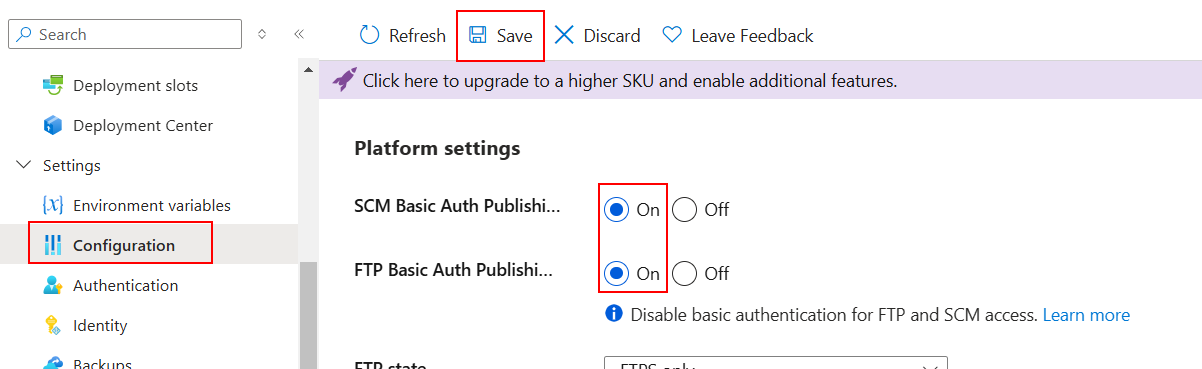 Search
Refresh
Save
Discard
Leave Feedback
Click here to upgrade to a higher SKU and enable additional features.
Deployment slots
Deployment Center
Settings
Environment variables
Configuration
Authentication
Identity
Backups
Platform settings
SCM Basic Auth Publishi... On Off
FTP Basic Auth Publishi... On Off
Disable basic authentication for FTP and SCM access. Learn more
FTP state FTPS only